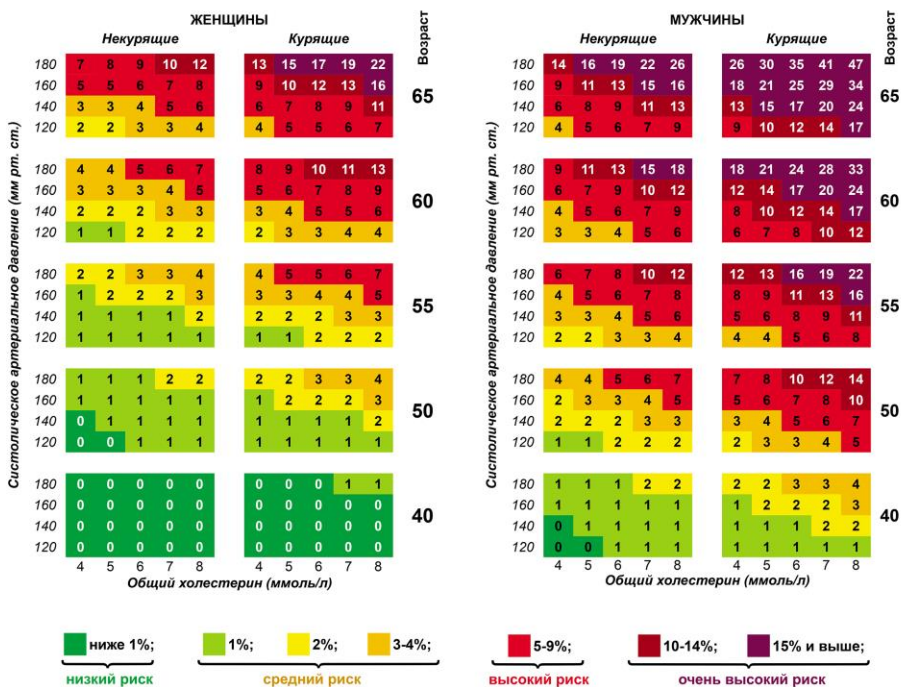 ЖЕНЩИНЫ МУЖЧИНЫ
Некурящие Курящие Возраст Некурящие Курящие Возраст
Систолическое артериальное давление (мм рт. ст.)
Систолическое артериальное давление (мм рт. ст.)
180 7 8 9 10 12 13 15 17 19 22 180 14 16 19 22 26 26 30 35 41 47
160 5 5 6 7 8 9 10 12 13 16 160 9 11 13 15 16 18 21 25 29 34
65 65
140 3 3 4 5 6 6 7 8 9 11 140 6 8 9 11 13 13 15 17 20 24
120 2 2 3 3 4 4 5 5 6 7 120 4 5 6 7 9 9 10 12 14 17
180 4 4 5 6 7 8 9 10 11 13 180 9 11 13 15 18 18 21 24 28 33
160 3 3 3 4 5 5 6 7 8 9 160 6 7 9 10 12 12 14 17 20 24
60 60
140 2 2 2 3 3 3 4 5 5 6 140 4 5 6 7 9 8 10 12 14 17
120 1 1 2 2 2 2 3 3 4 4 120 3 3 4 5 6 6 7 8 10 12
180 2 2 3 3 4 4 5 5 6 7 180 6 7 8 10 12 12 13 16 19 22
160 1 2 2 2 3 3 3 4 4 5 160 4 5 6 7 8 8 9 11 13 16
55 55
140 1 1 1 1 2 2 2 2 3 3 140 3 3 4 5 6 5 6 8 9 11
120 1 1 1 1 1 1 1 2 2 2 120 2 2 3 3 4 4 4 5 6 8
180 1 1 1 2 2 2 2 3 3 4 180 4 4 5 6 7 7 8 10 12 14
160 1 1 1 1 1 1 2 2 2 3 160 2 3 3 4 5 5 6 7 8 10
50 50
140 0 1 1 1 1 1 1 1 1 2 140 2 2 2 3 3 3 4 5 6 7
120 0 0 1 1 1 1 1 1 1 1 120 1 1 2 2 2 2 3 3 4 5
180 0 0 0 0 0 0 0 0 1 1 180 1 1 1 2 2 2 2 3 3 4
160 0 0 0 0 0 0 0 0 0 0 160 1 1 1 1 1 1 2 2 2 3
40 40
140 0 0 0 0 0 0 0 0 0 0 140 0 1 1 1 1 1 1 1 2 2
120 0 0 0 0 0 0 0 0 0 0 120 0 0 1 1 1 1 1 1 1 1
4 5 6 7 8 4 5 6 7 8 4 5 6 7 8 4 5 6 7 8
Общий холестерин (ммоль/л) Общий холестерин (ммоль/л)
ниже 1%; 1%; 2%; 3-4%; 5-9%; 10-14%; 15% и выше;
низкий риск средний риск высокий риск очень высокий риск